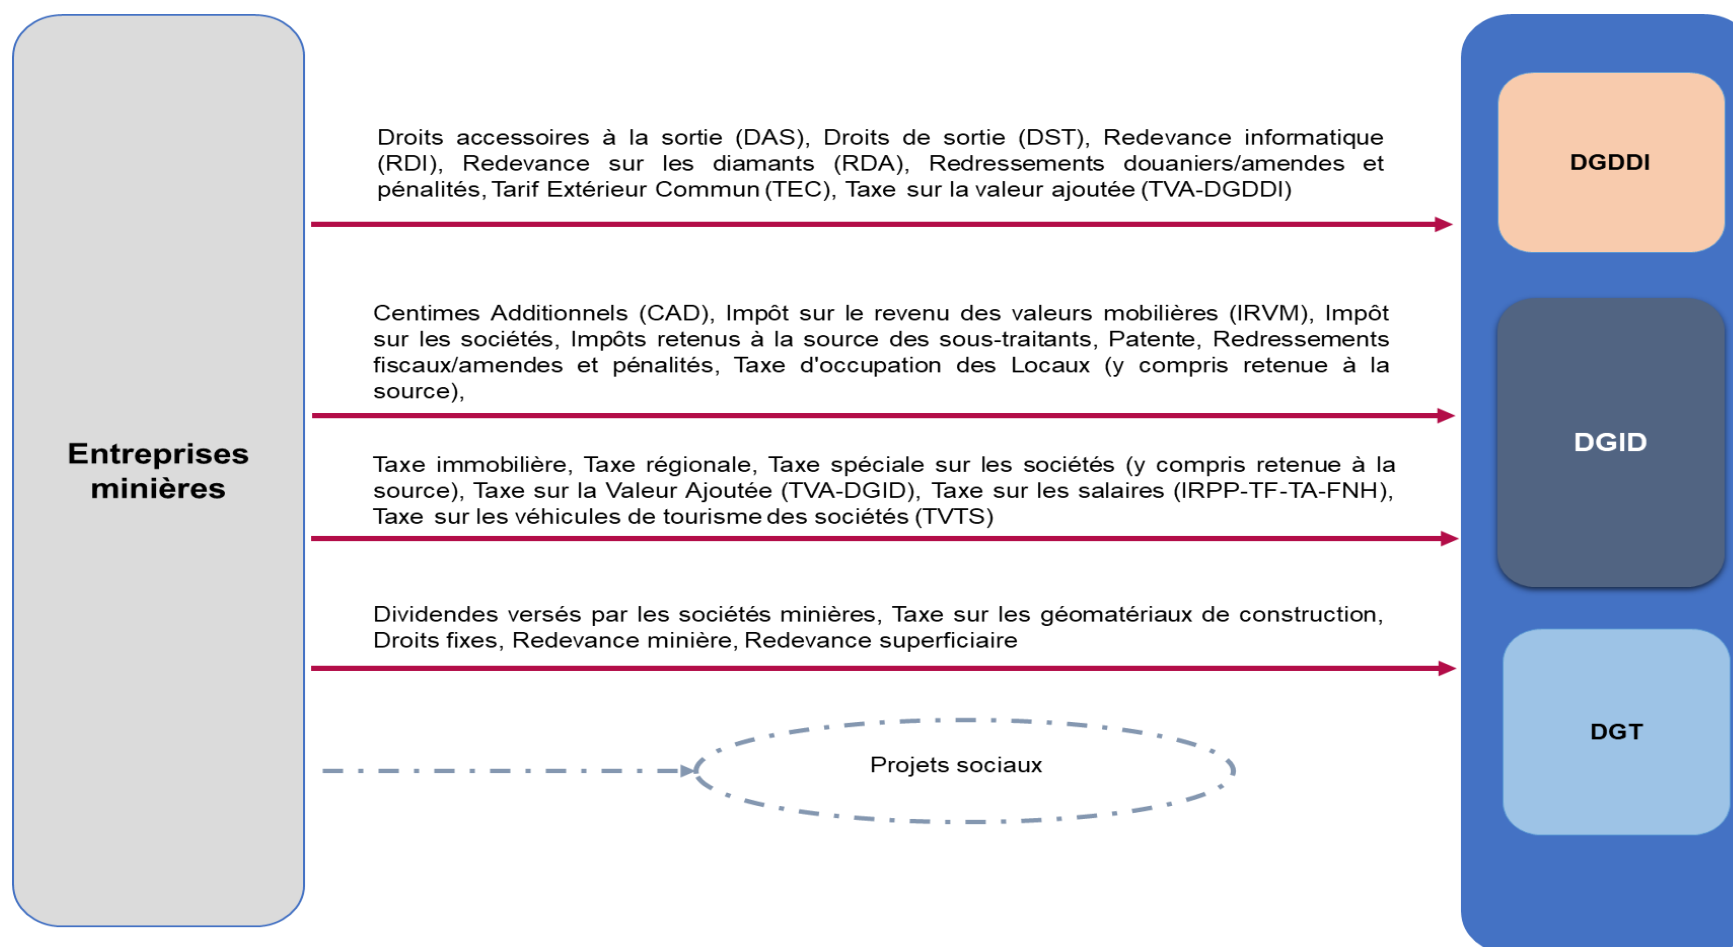 Droits accessoires à la sortie (DAS), Droits de sortie (DST), Redevance informatique
(RDI), Redevance sur les diamants (RDA), Redressements douaniers/amendes et
pénalités, Tarif Extérieur Commun (TEC), Taxe sur la valeur ajoutée (TVA-DGDDI)
DGDDI
Centimes Additionnels (CAD), Impôt sur le revenu des valeurs mobilières (IRVM), Impôt
sur les sociétés, Impôts retenus à la source des sous-traitants, Patente, Redressements
fiscaux/amendes et pénalités, Taxe d'occupation des Locaux (y compris retenue à la
source),
Entreprises
minières
DGID
Taxe immobilière, Taxe régionale, Taxe spéciale sur les sociétés (y compris retenue à la
source), Taxe sur la Valeur Ajoutée (TVA-DGID), Taxe sur les salaires (IRPP-TF-TA-FNH),
Taxe sur les véhicules de tourisme des sociétés (TVTS)
Dividendes versés par les sociétés minières, Taxe sur les géomatériaux de construction,
Droits fixes, Redevance minière, Redevance superficiaire
DGT
Projets sociaux